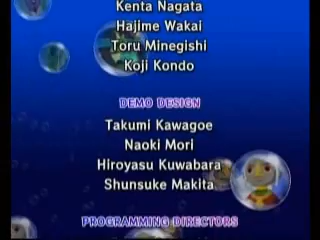 Kenta Nagata
Hajime Wakai
Toru Minegishi
Koji Kondo
DEMO DESIGN
Takumi Kawagoe
Naoki Mori
Hiroyasu Kuwabara
Shunsuke Makita
PROGRAMMING DIRECTORS